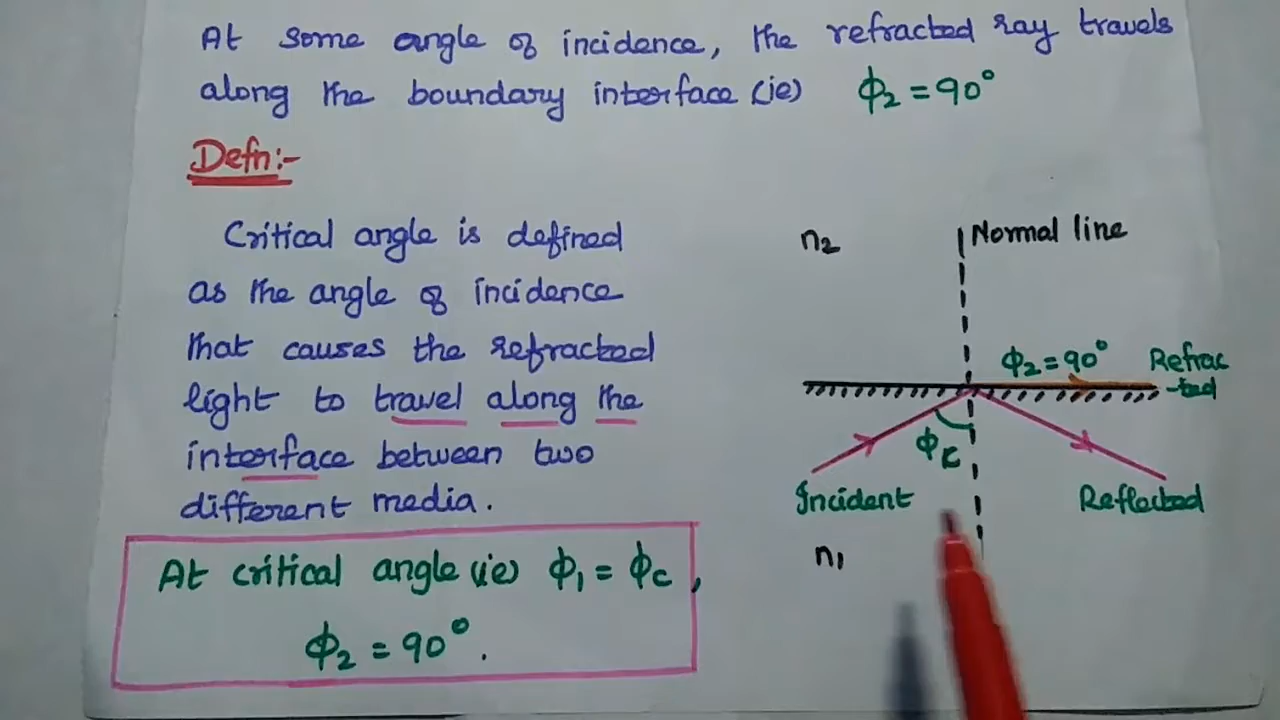 At some angle of incidence, the refracted ray travels
along the boundary interface (ie) ϕ₂ = 90°
Defn:-
Critical angle is defined
as the angle of incidence
that causes the refracted
light to travel along the
interface between two
different media.
At critical angle (ie) ϕ₁ = ϕc,
ϕ₂ = 90°.
n₂
Normal line
ϕ₂ = 90°
Refrac
-ted
ϕc
Incident
Reflected
n₁